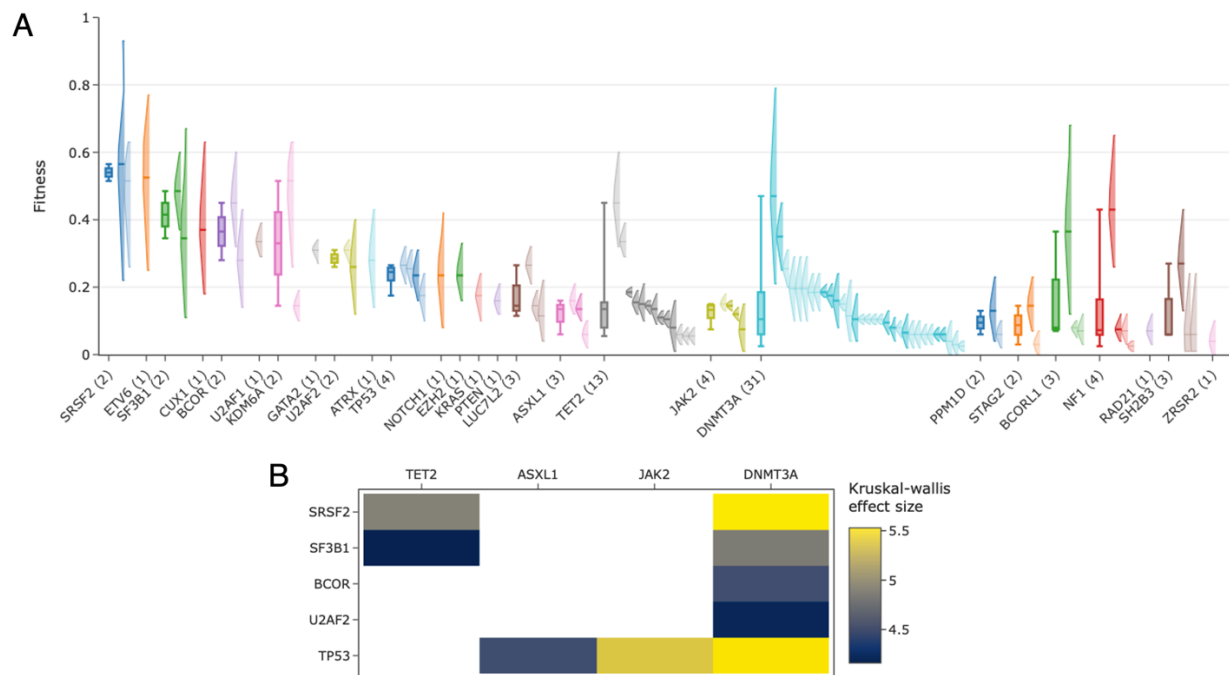 A
Fitness
1
0.8
0.6
0.4
0.2
0
SRSF2 (2)
ETV6 (1)
SF3B1 (2)
CUX1 (1)
BCOR (2)
U2AF1 (1)
KDM6A (2)
GATA2 (1)
U2AF2 (2)
ATRX (1)
TP53 (4)
NOTCH1 (1)
EZH2 (1)
KRAS (1)
PTEN (1)
LUC7L2 (3)
ASXL1 (3)
TET2 (13)
JAK2 (4)
DNMT3A (31)
PPM1D (2)
STAG2 (2)
BCORL1 (3)
NF1 (4)
RAD21 (1)
SH2B3 (3)
ZRSR2 (1)
B
TET2 ASXL1 JAK2 DNMT3A
SRSF2
SF3B1
BCOR
U2AF2
TP53
Kruskal-wallis
effect size
5.5
5
4.5